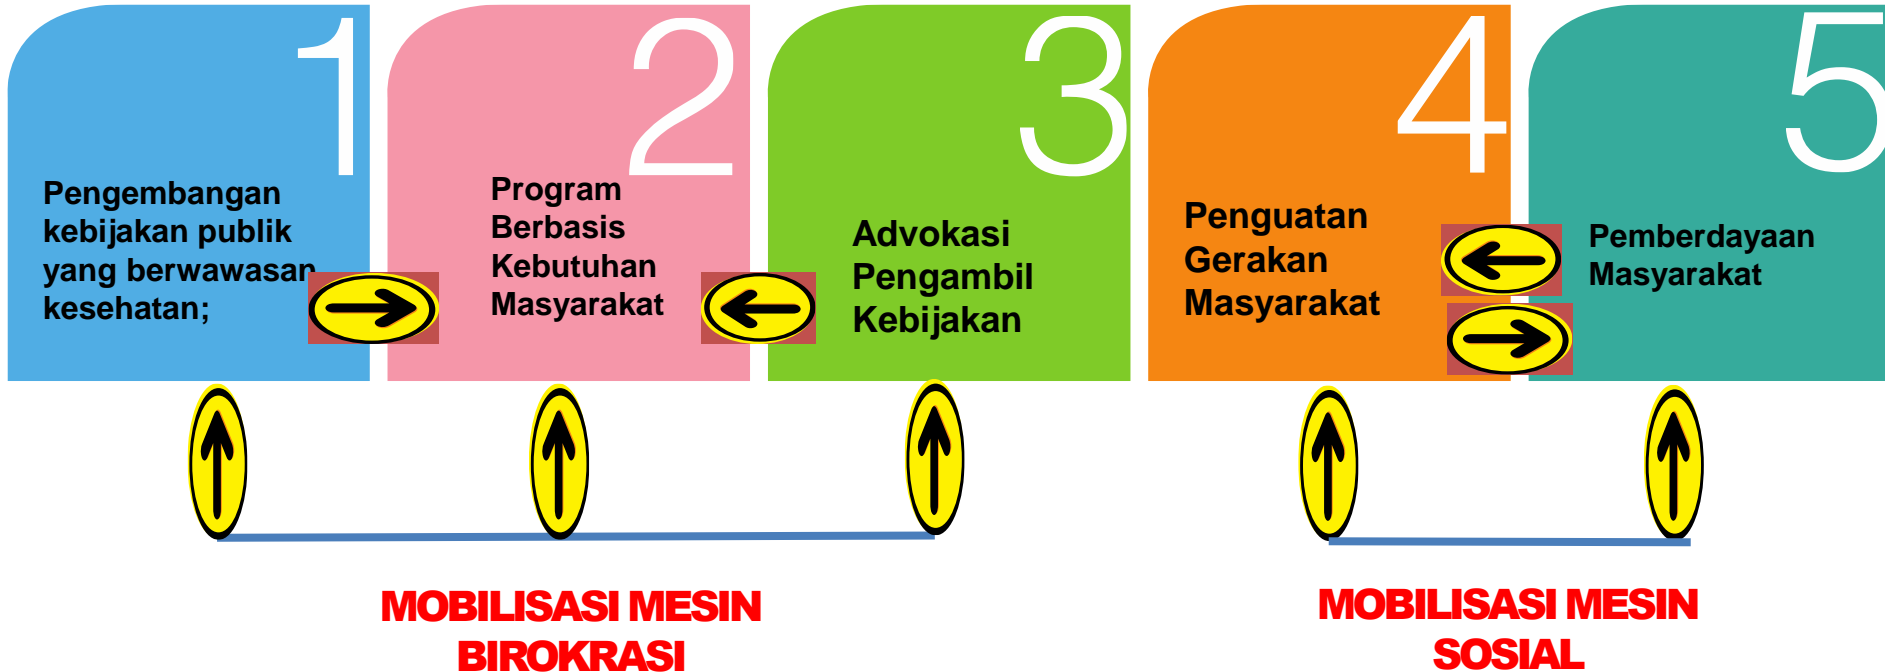 1
Pengembangan
kebijakan publik
yang berwawasan
kesehatan;
2
Program
Berbasis
Kebutuhan
Masyarakat
3
Advokasi
Pengambil
Kebijakan
4
Penguatan
Gerakan
Masyarakat
5
Pemberdayaan
Masyarakat
MOBILISASI MESIN
BIROKRASI
MOBILISASI MESIN
SOSIAL